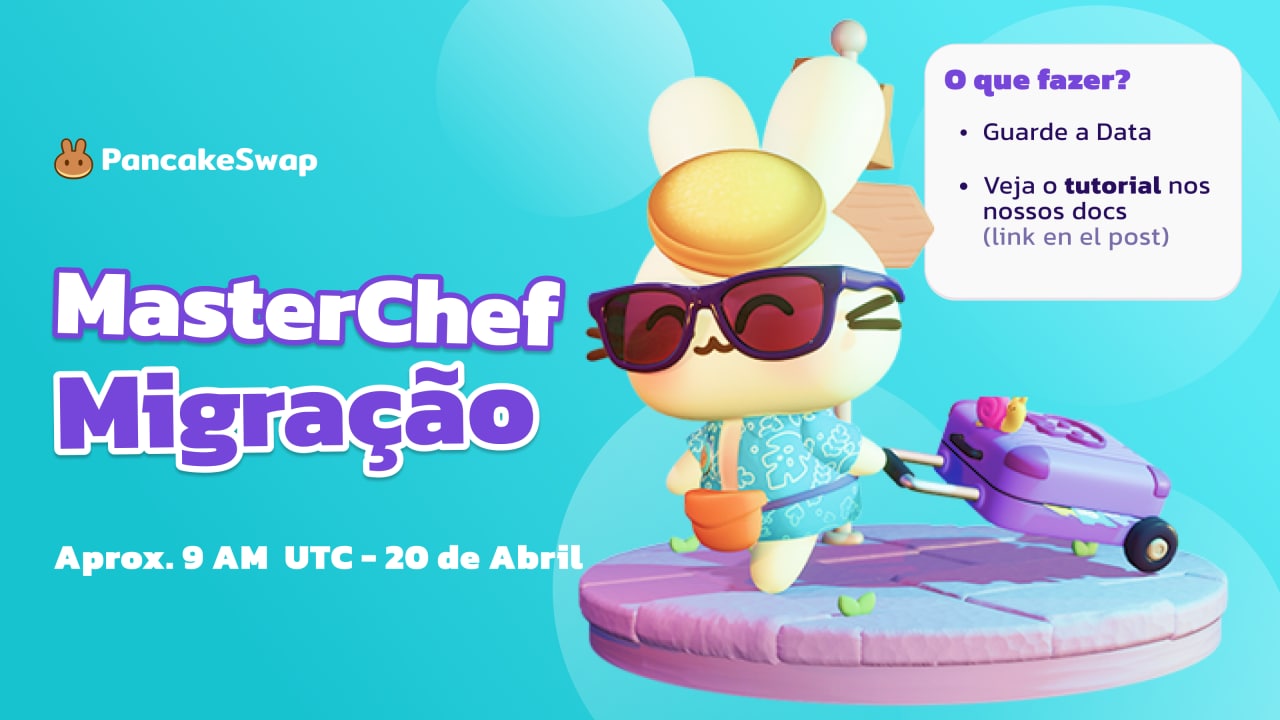 PancakeSwap
MasterChef
Migração
Aprox. 9 AM UTC - 20 de Abril
O que fazer?
• Guarde a Data
• Veja o tutorial nos
nossos docs
(link en el post)